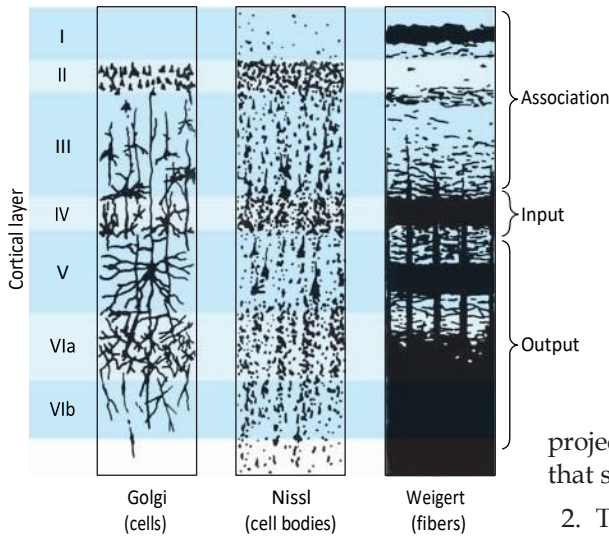 Cortical layer
I
II
III
IV
V
VIa
VIb
Association
Input
Output
Golgi
(cells)
Nissl
(cell bodies)
Weigert
(fibers)
projec
that s
2. T